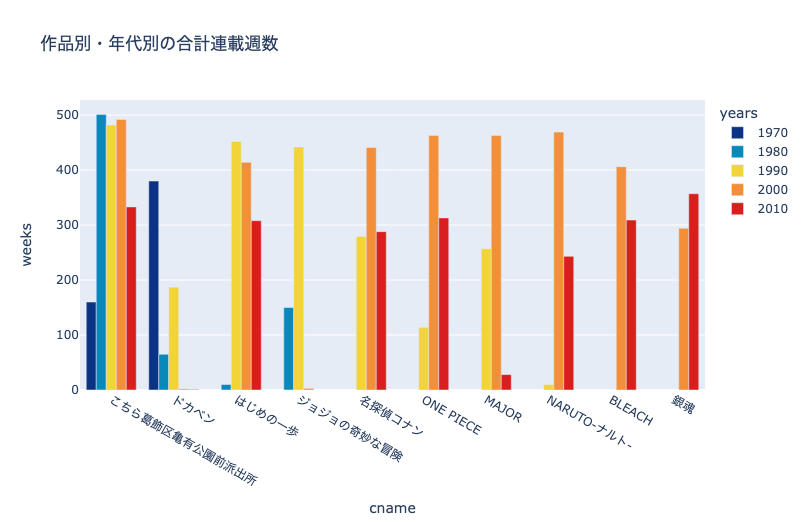 作品別・年代別の合計連載週数
years
1970
1980
1990
2000
2010
weeks
500
400
300
200
100
0
こちら葛飾区亀有公園前派出所
ドカベン
はじめの一歩
ジョジョの奇妙な冒険
名探偵コナン
ONE PIECE
MAJOR
NARUTO-ナルト-
BLEACH
銀魂
cname